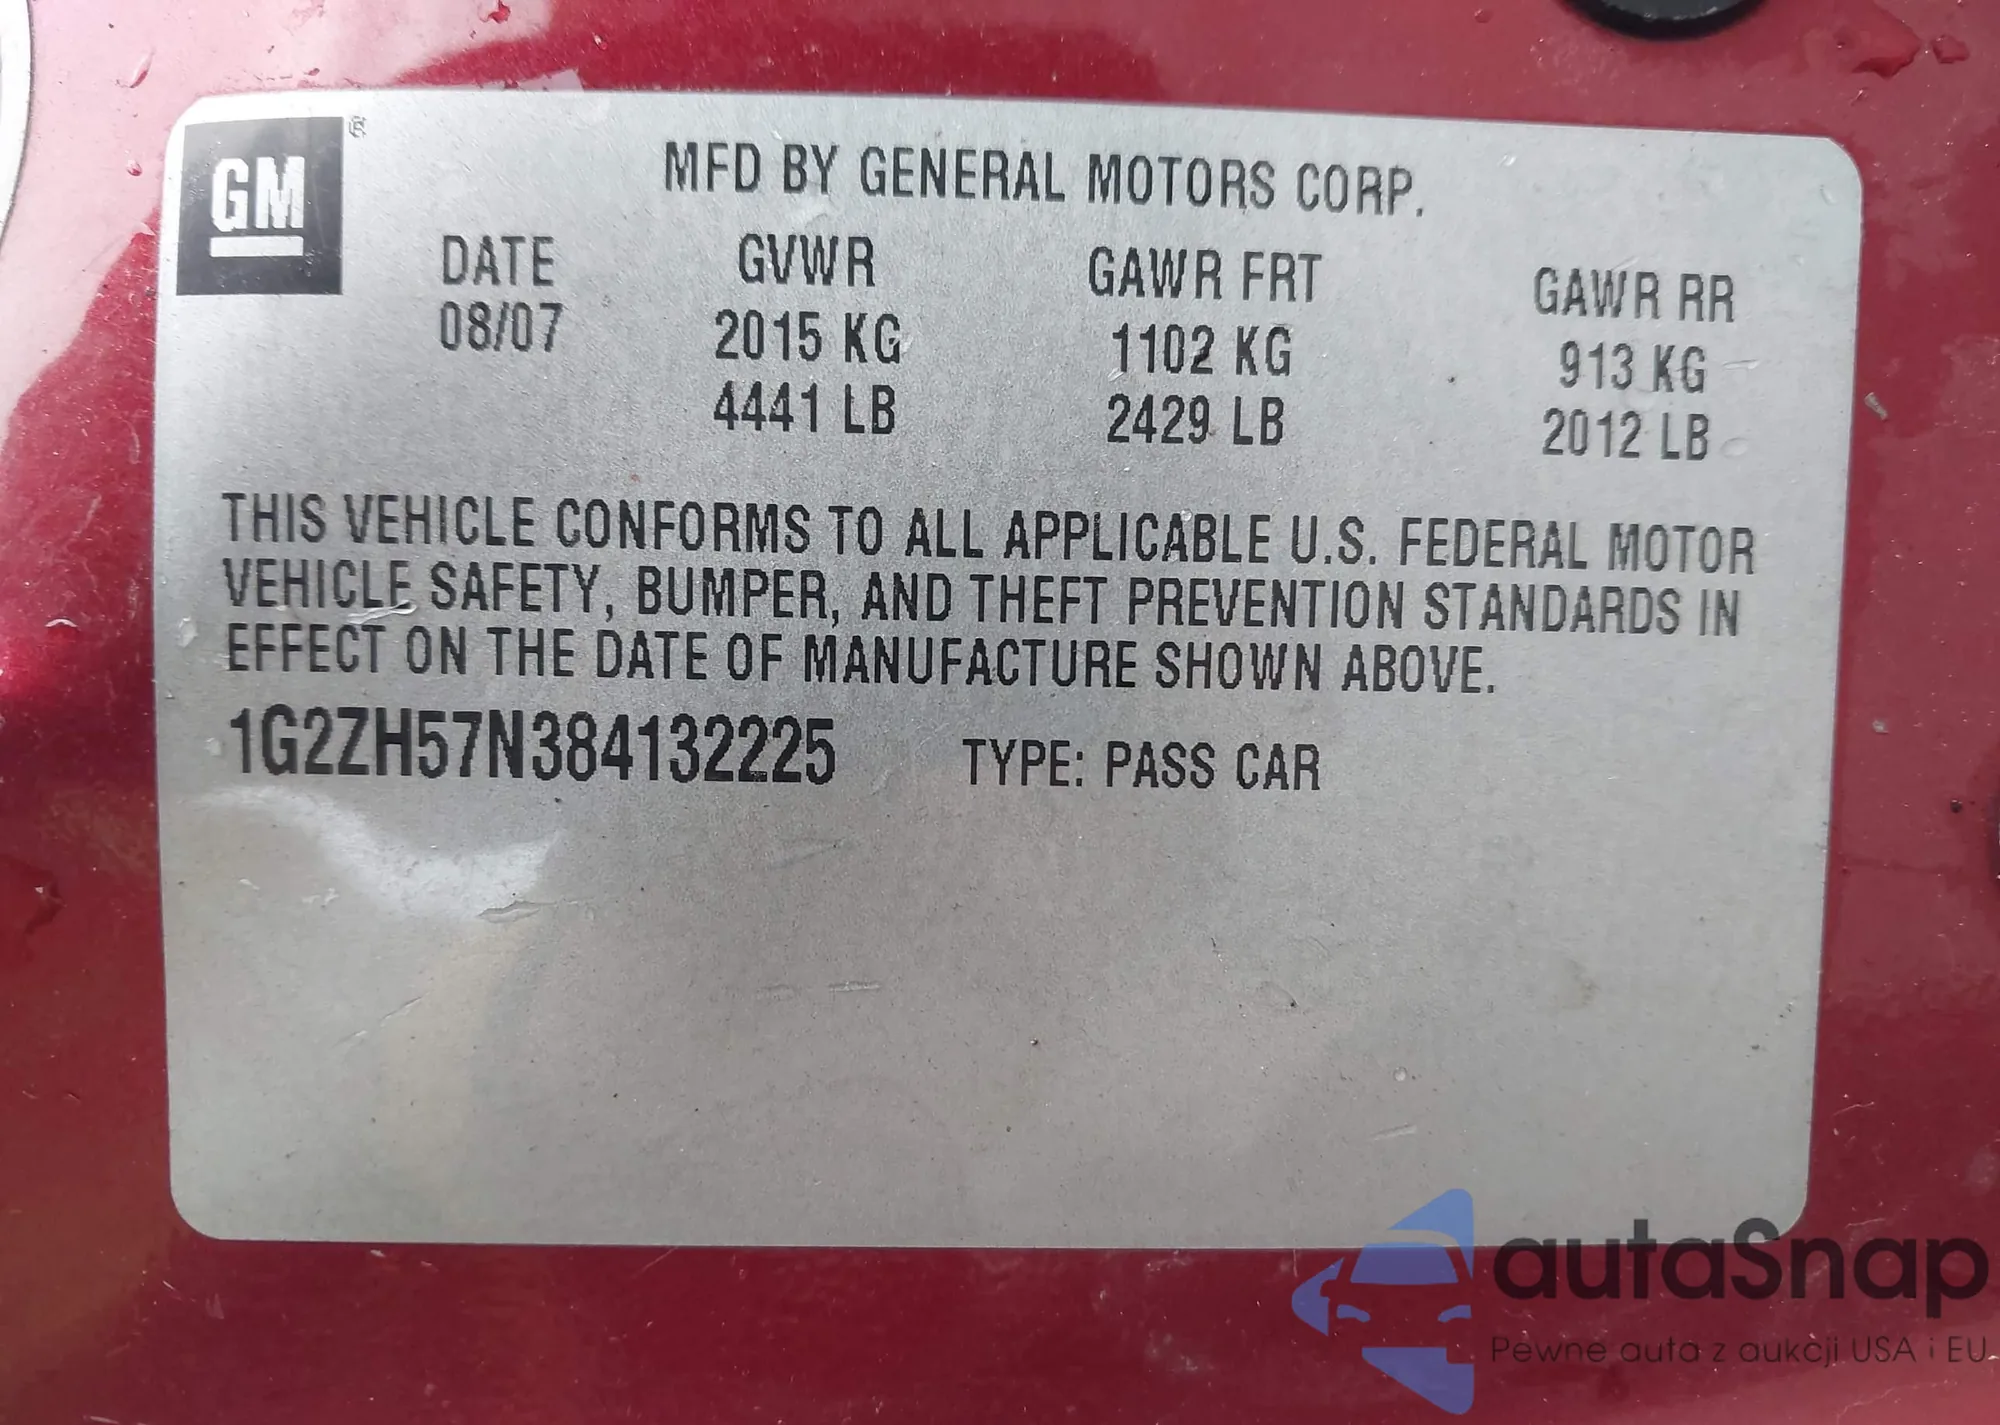 GM ®
MFD BY GENERAL MOTORS CORP.
DATE GVWR GAWR FRT GAWR RR
08/07 2015 KG 1102 KG 913 KG
4441 LB 2429 LB 2012 LB
THIS VEHICLE CONFORMS TO ALL APPLICABLE U.S. FEDERAL MOTOR
VEHICLE SAFETY, BUMPER, AND THEFT PREVENTION STANDARDS IN
EFFECT ON THE DATE OF MANUFACTURE SHOWN ABOVE.
1G2ZH57N384132225 TYPE: PASS CAR
autaSnap
Pewne auta z aukcji USA i EU